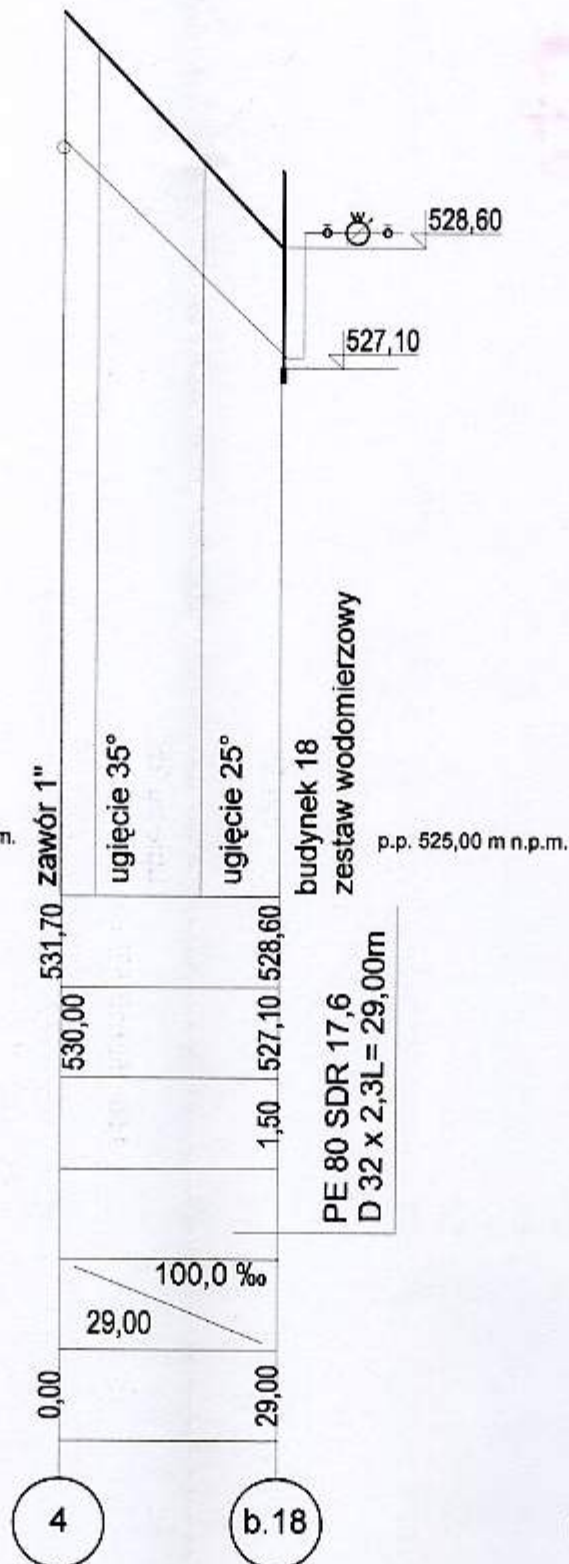 W
528,60
527,10
zawór 1"
ugięcie 35°
ugięcie 25°
budynek 18
zestaw wodomierzowy
p.p. 525,00 m n.p.m.
531,70
528,60
530,00
527,10
1,50
PE 80 SDR 17,6
D 32 x 2,3L= 29,00m
100,0 ‰
29,00
0,00
29,00
4
b.18